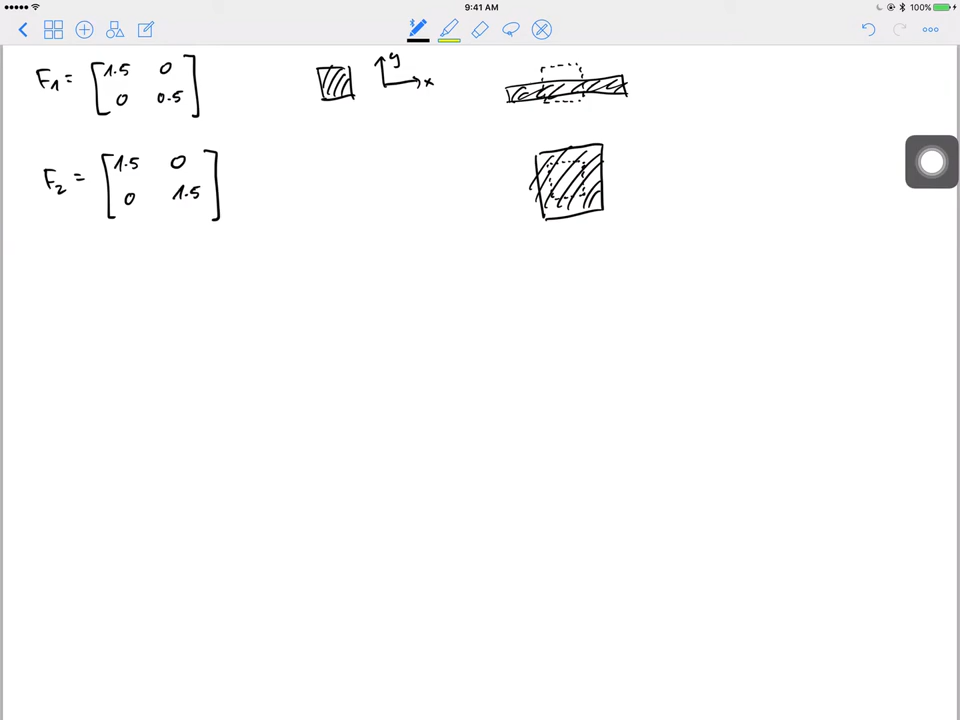 9:41 AM
100%
F1 = [1.5 0
0 0.5]
y
x
F2 = [1.5 0
0 1.5]